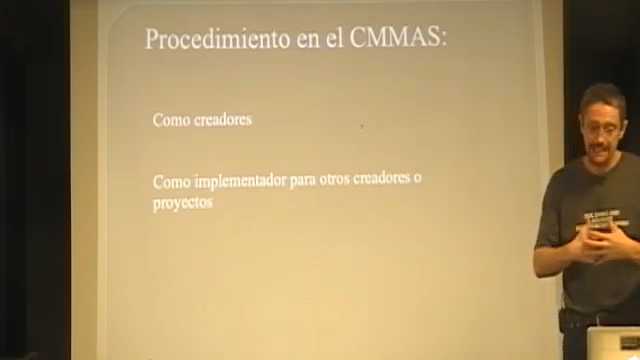 Procedimiento en el CMMAS:
Como creadores
Como implementador para otros creadores o
proyectos